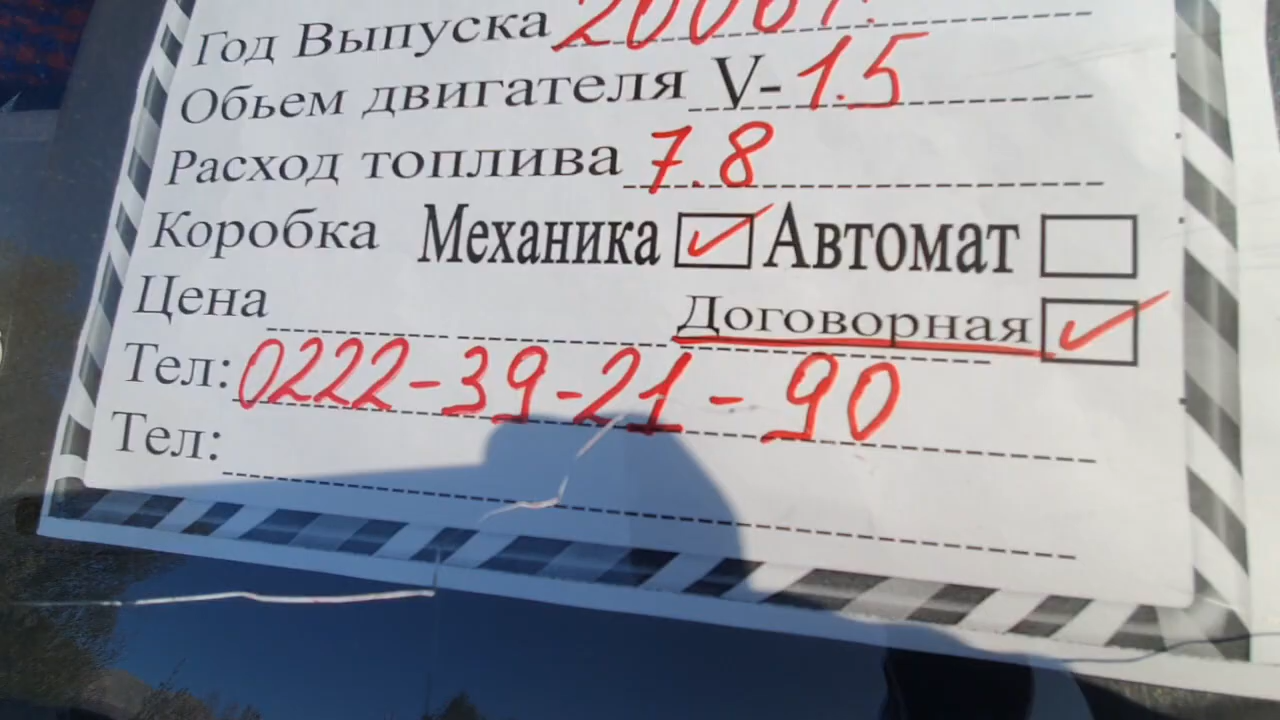 Год Выпуска 2006г.
Обьем двигателя V-1.5
Расход топлива 7.8
Коробка Механика Автомат
Цена Договорная
Тел: 0222-39-21-90
Тел: